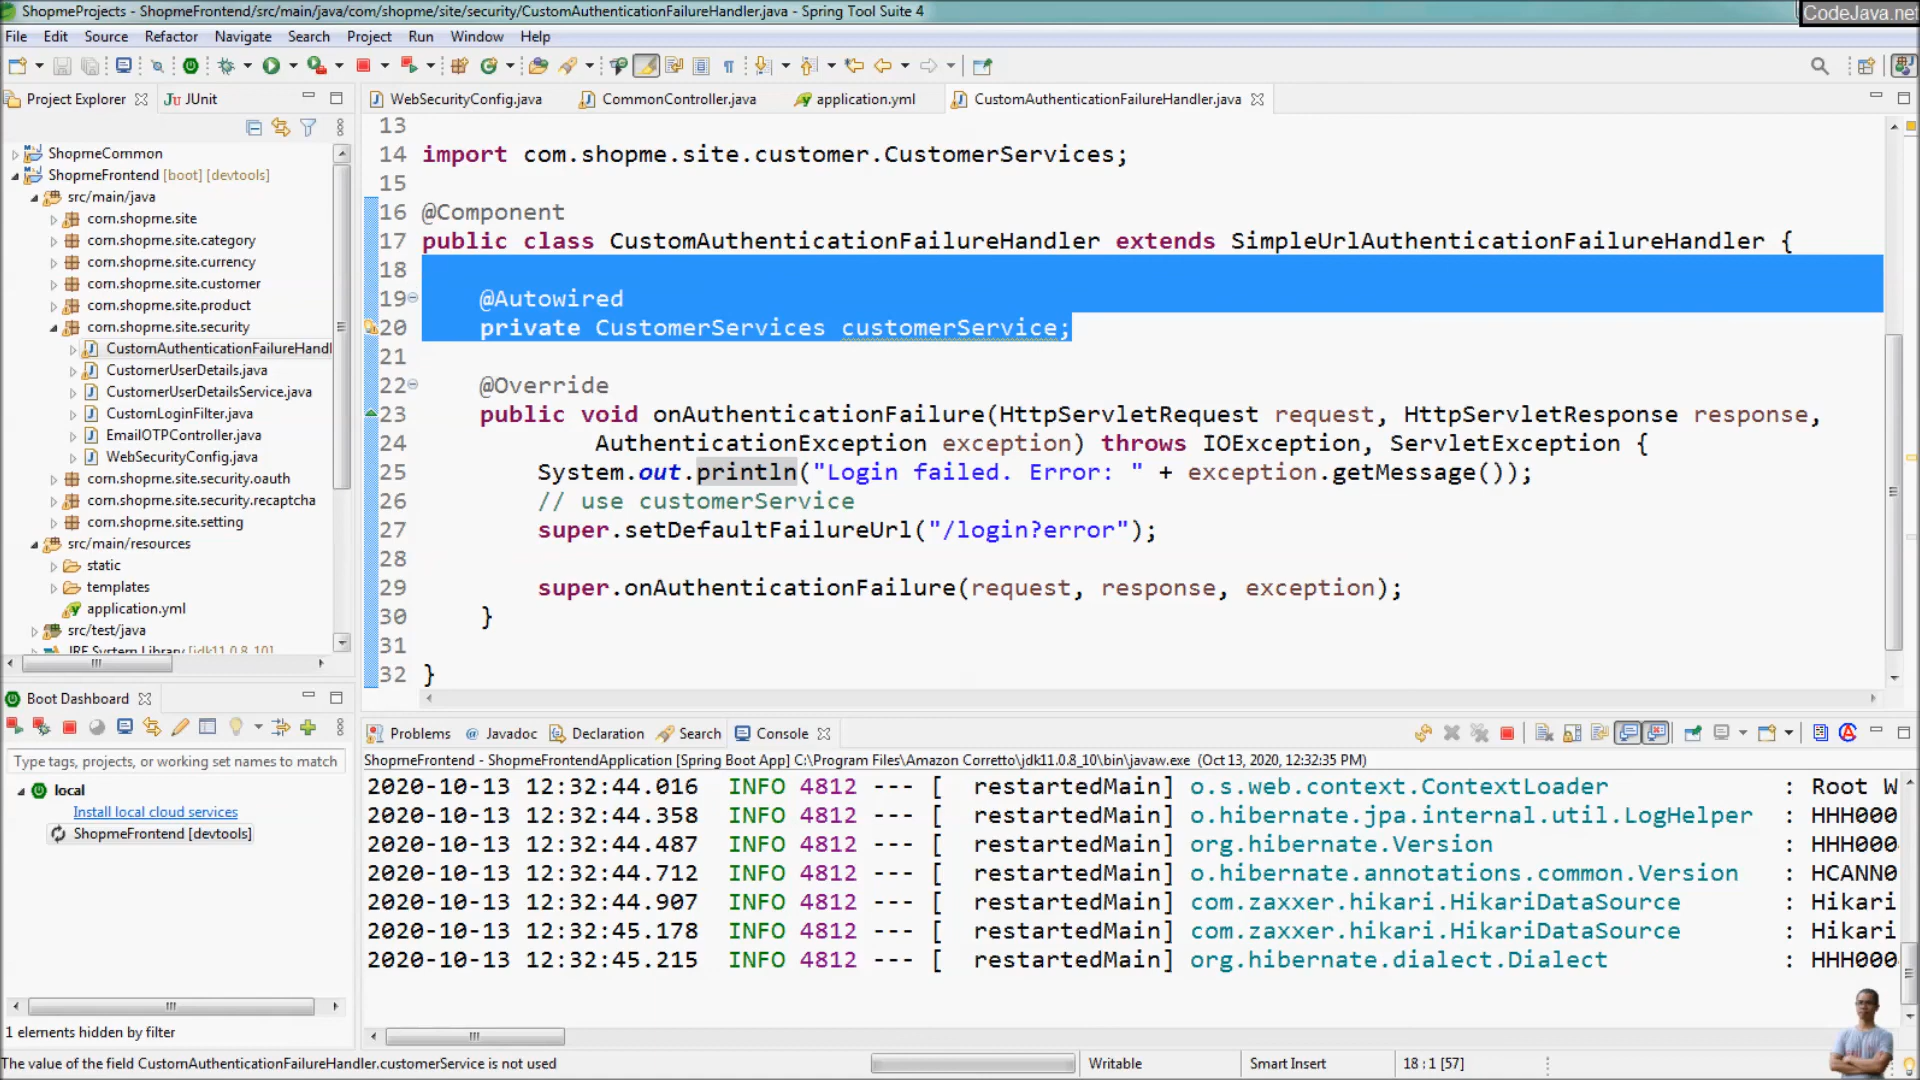 ShopmeProjects - ShopmeFrontend/src/main/java/com/shopme/site/security/CustomAuthenticationFailureHandler.java - Spring Tool Suite 4
CodeJava.net
File Edit Source Refactor Navigate Search Project Run Window Help
Project Explorer JUnit
WebSecurityConfig.java CommonController.java application.yml CustomAuthenticationFailureHandler.java
ShopmeCommon
ShopmeFrontend [boot] [devtools]
src/main/java
com.shopme.site
com.shopme.site.category
com.shopme.site.currency
com.shopme.site.customer
com.shopme.site.product
com.shopme.site.security
CustomAuthenticationFailureHandl
CustomerUserDetails.java
CustomerUserDetailsService.java
CustomLoginFilter.java
EmailOTPController.java
WebSecurityConfig.java
com.shopme.site.security.oauth
com.shopme.site.security.recaptcha
com.shopme.site.setting
src/main/resources
static
templates
application.yml
src/test/java
JRE System Library [jdk11.0.8_10]
13
14 import com.shopme.site.customer.CustomerServices;
15
16 @Component
17 public class CustomAuthenticationFailureHandler extends SimpleUrlAuthenticationFailureHandler {
18
19 @Autowired
20 private CustomerServices customerService;
21
22 @Override
23 public void onAuthenticationFailure(HttpServletRequest request, HttpServletResponse response,
24 AuthenticationException exception) throws IOException, ServletException {
25 System.out.println("Login failed. Error: " + exception.getMessage());
26 // use customerService
27 super.setDefaultFailureUrl("/login?error");
28
29 super.onAuthenticationFailure(request, response, exception);
30 }
31
32 }
Boot Dashboard
Type tags, projects, or working set names to match
local
Install local cloud services
ShopmeFrontend [devtools]
1 elements hidden by filter
Problems Javadoc Declaration Search Console
ShopmeFrontend - ShopmeFrontendApplication [Spring Boot App] C:\Program Files\Amazon Corretto\jdk11.0.8_10\bin\javaw.exe (Oct 13, 2020, 12:32:35 PM)
2020-10-13 12:32:44.016 INFO 4812 --- [ restartedMain] o.s.web.context.ContextLoader : Root W
2020-10-13 12:32:44.358 INFO 4812 --- [ restartedMain] o.hibernate.jpa.internal.util.LogHelper : HHH000
2020-10-13 12:32:44.487 INFO 4812 --- [ restartedMain] org.hibernate.Version : HHH000
2020-10-13 12:32:44.712 INFO 4812 --- [ restartedMain] o.hibernate.annotations.common.Version : HCANN0
2020-10-13 12:32:44.907 INFO 4812 --- [ restartedMain] com.zaxxer.hikari.HikariDataSource : Hikari
2020-10-13 12:32:45.178 INFO 4812 --- [ restartedMain] com.zaxxer.hikari.HikariDataSource : Hikari
2020-10-13 12:32:45.215 INFO 4812 --- [ restartedMain] org.hibernate.dialect.Dialect : HHH000
The value of the field CustomAuthenticationFailureHandler.customerService is not used
Writable Smart Insert 18 : 1 [57]